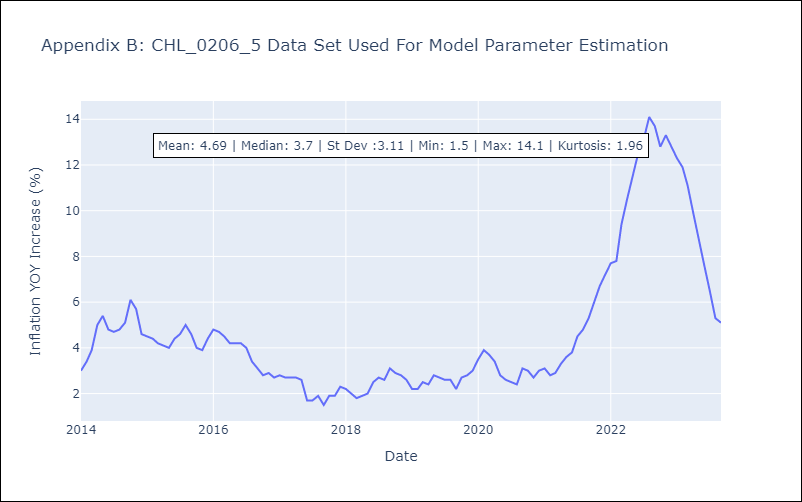 Appendix B: CHL_0206_5 Data Set Used For Model Parameter Estimation
14
Mean: 4.69 | Median: 3.7 | St Dev :3.11 | Min: 1.5 | Max: 14.1 | Kurtosis: 1.96
12
10
8
6
4
2
Inflation YOY Increase (%)
2014 2016 2018 2020 2022
Date